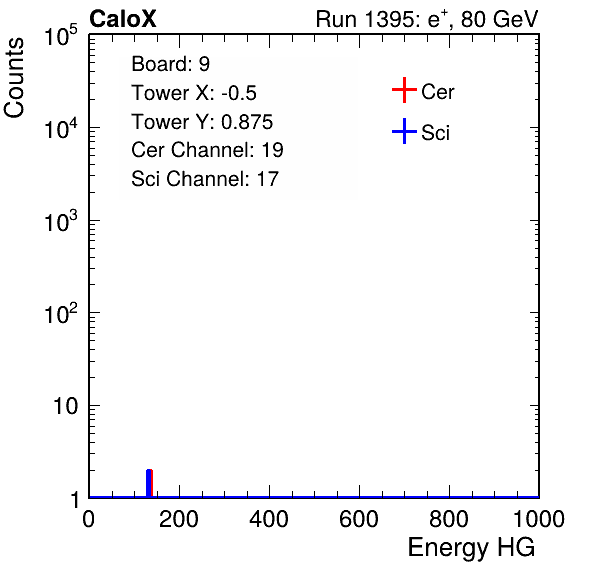 CaloX Run 1395: e⁺, 80 GeV
Counts
10⁵
10⁴
10³
10²
10
1
Board: 9
Tower X: -0.5
Tower Y: 0.875
Cer Channel: 19
Sci Channel: 17
Cer
Sci
0 200 400 600 800 1000
Energy HG